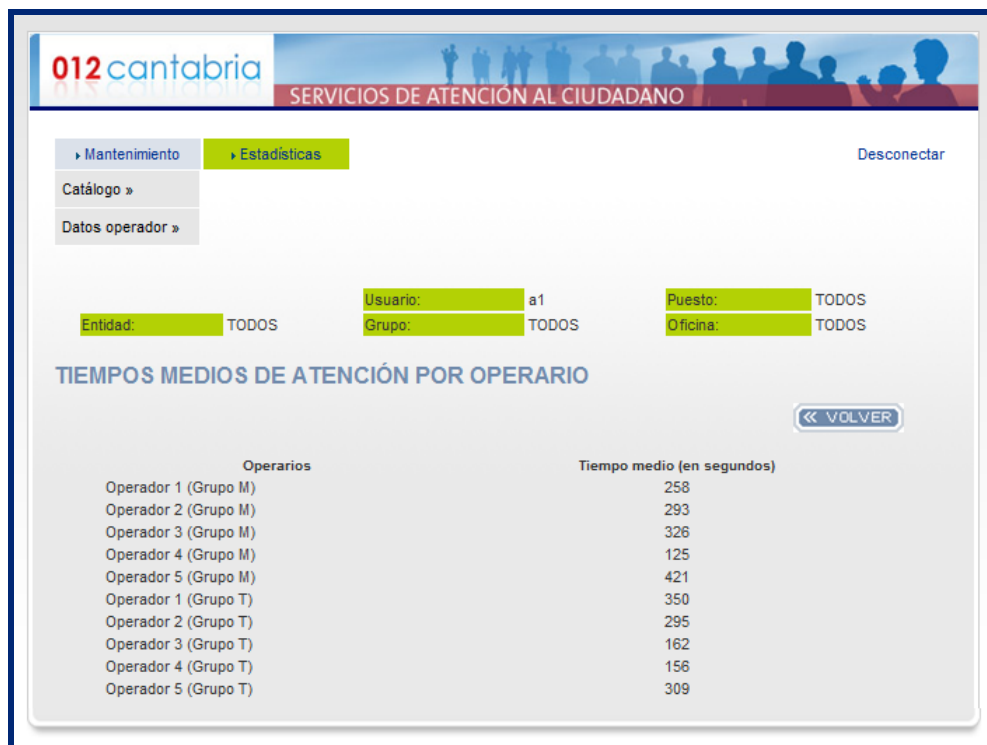 012 cantabria
SERVICIOS DE ATENCIÓN AL CIUDADANO
Mantenimiento Estadísticas Desconectar
Catálogo »
Datos operador »
Usuario: a1 Puesto: TODOS
Entidad: TODOS Grupo: TODOS Oficina: TODOS
TIEMPOS MEDIOS DE ATENCIÓN POR OPERARIO
« VOLVER
Operarios Tiempo medio (en segundos)
Operador 1 (Grupo M) 258
Operador 2 (Grupo M) 293
Operador 3 (Grupo M) 326
Operador 4 (Grupo M) 125
Operador 5 (Grupo M) 421
Operador 1 (Grupo T) 350
Operador 2 (Grupo T) 295
Operador 3 (Grupo T) 162
Operador 4 (Grupo T) 156
Operador 5 (Grupo T) 309